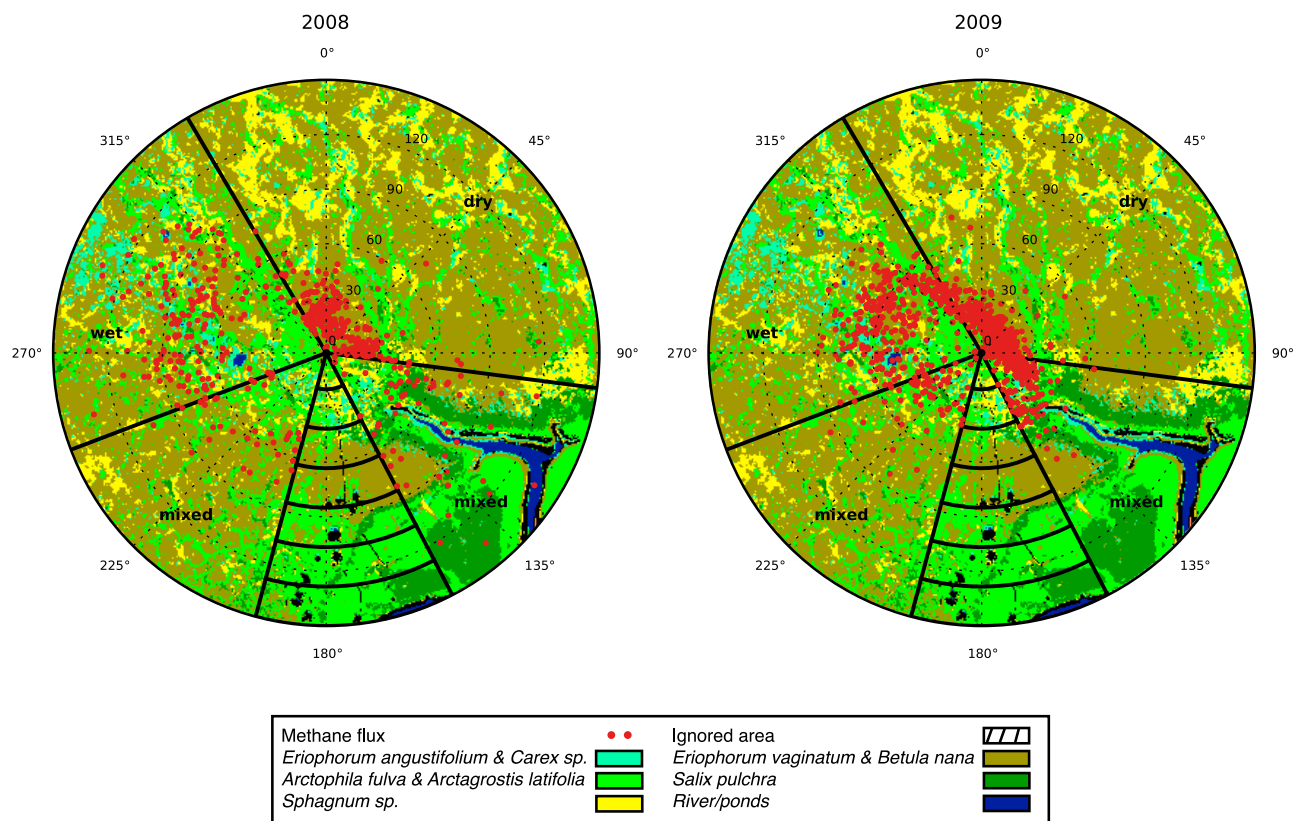 2008 2009
0° 0°
315° 45° 315° 45°
120 120
90 90
dry dry
60 60
30 30
wet 0 wet 0
270° 90° 270° 90°
mixed mixed mixed mixed
225° 135° 225° 135°
180° 180°
Methane flux Ignored area
Eriophorum angustifolium & Carex sp. Eriophorum vaginatum & Betula nana
Arctophila fulva & Arctagrostis latifolia Salix pulchra
Sphagnum sp. River/ponds